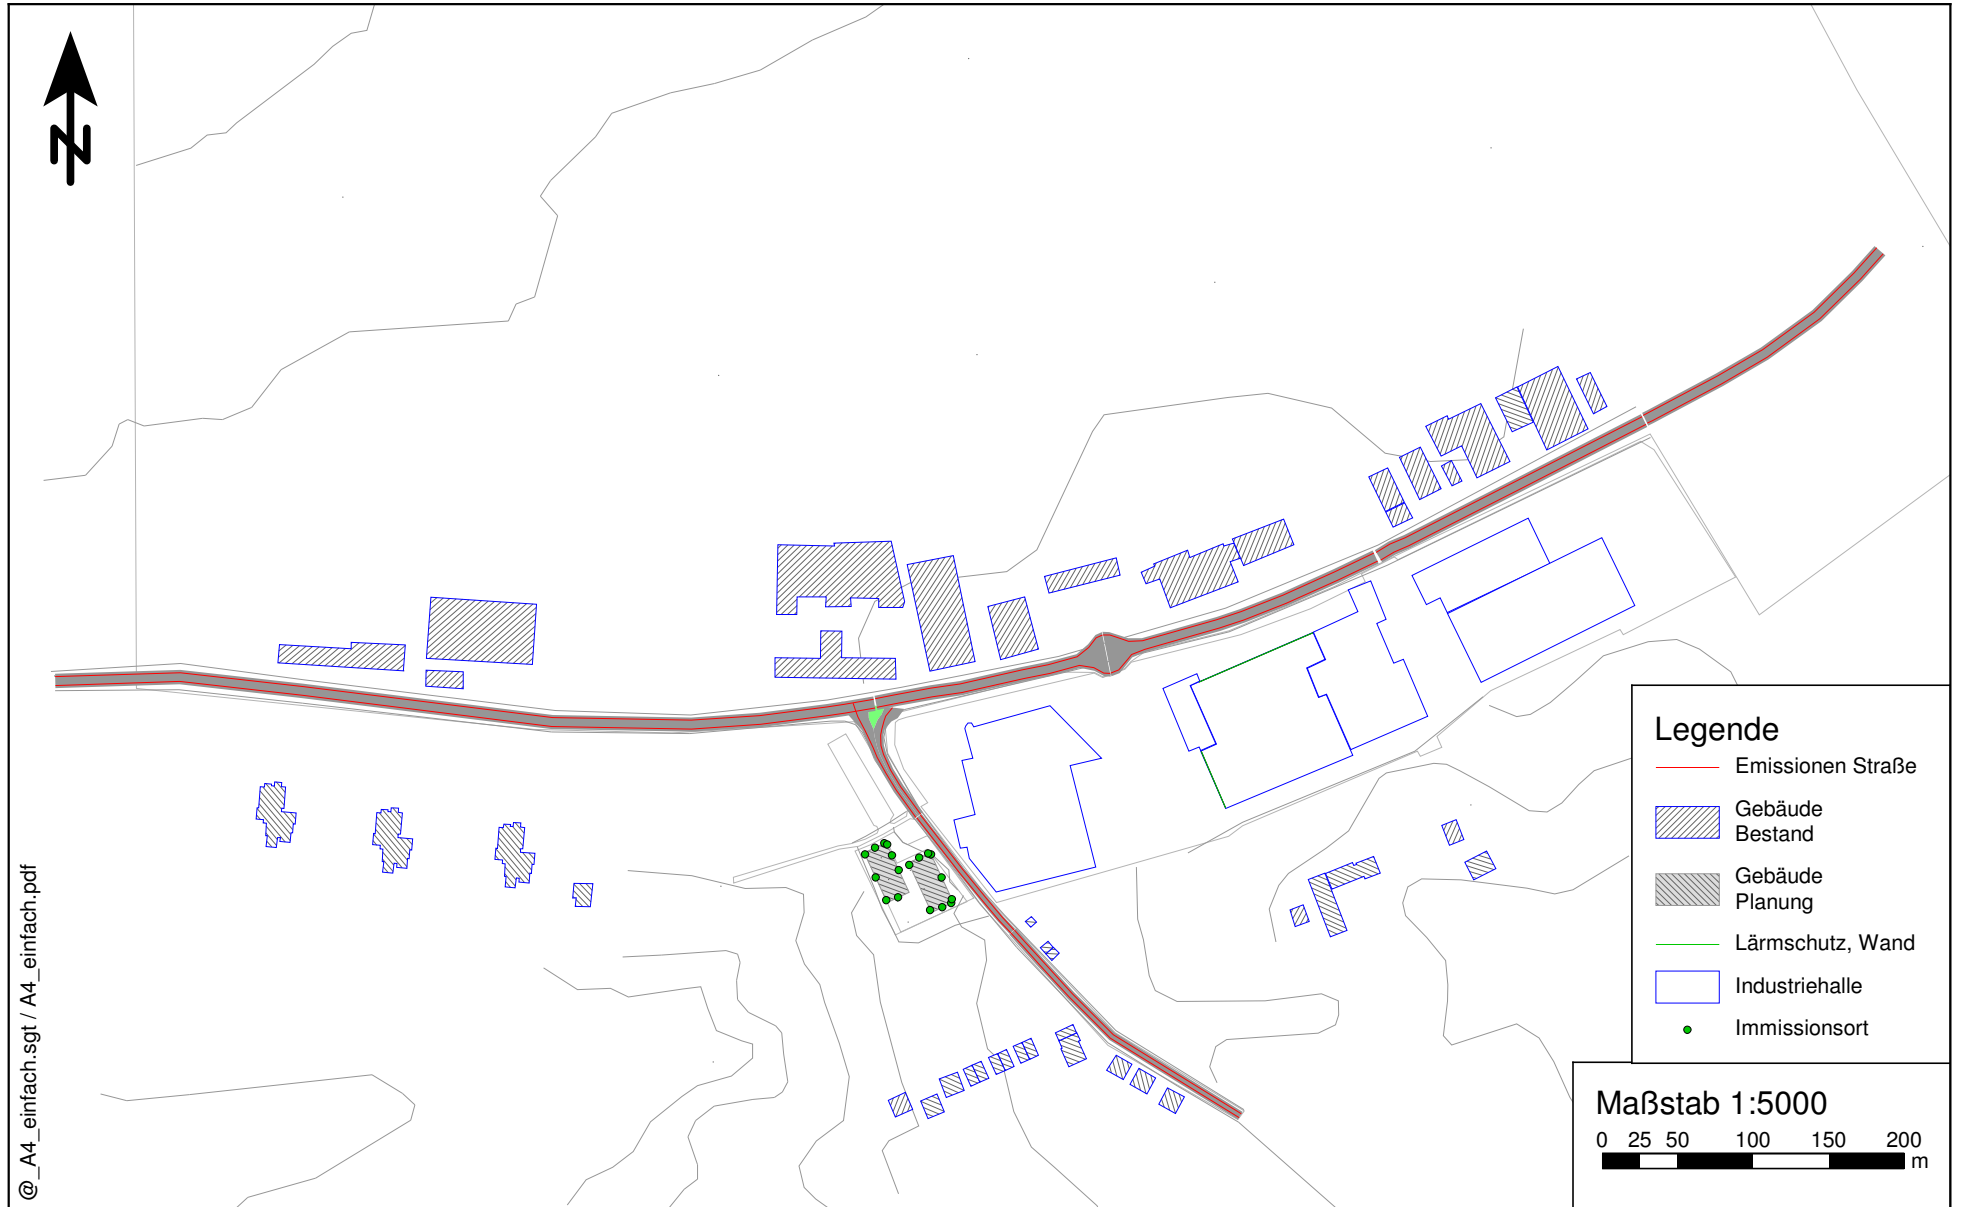 N
@_A4_einfach.sgt / A4_einfach.pdf
Legende
Emissionen Straße
Gebäude
Bestand
Gebäude
Planung
Lärmschutz, Wand
Industriehalle
Immissionsort
Maßstab 1:5000
0 25 50 100 150 200
m